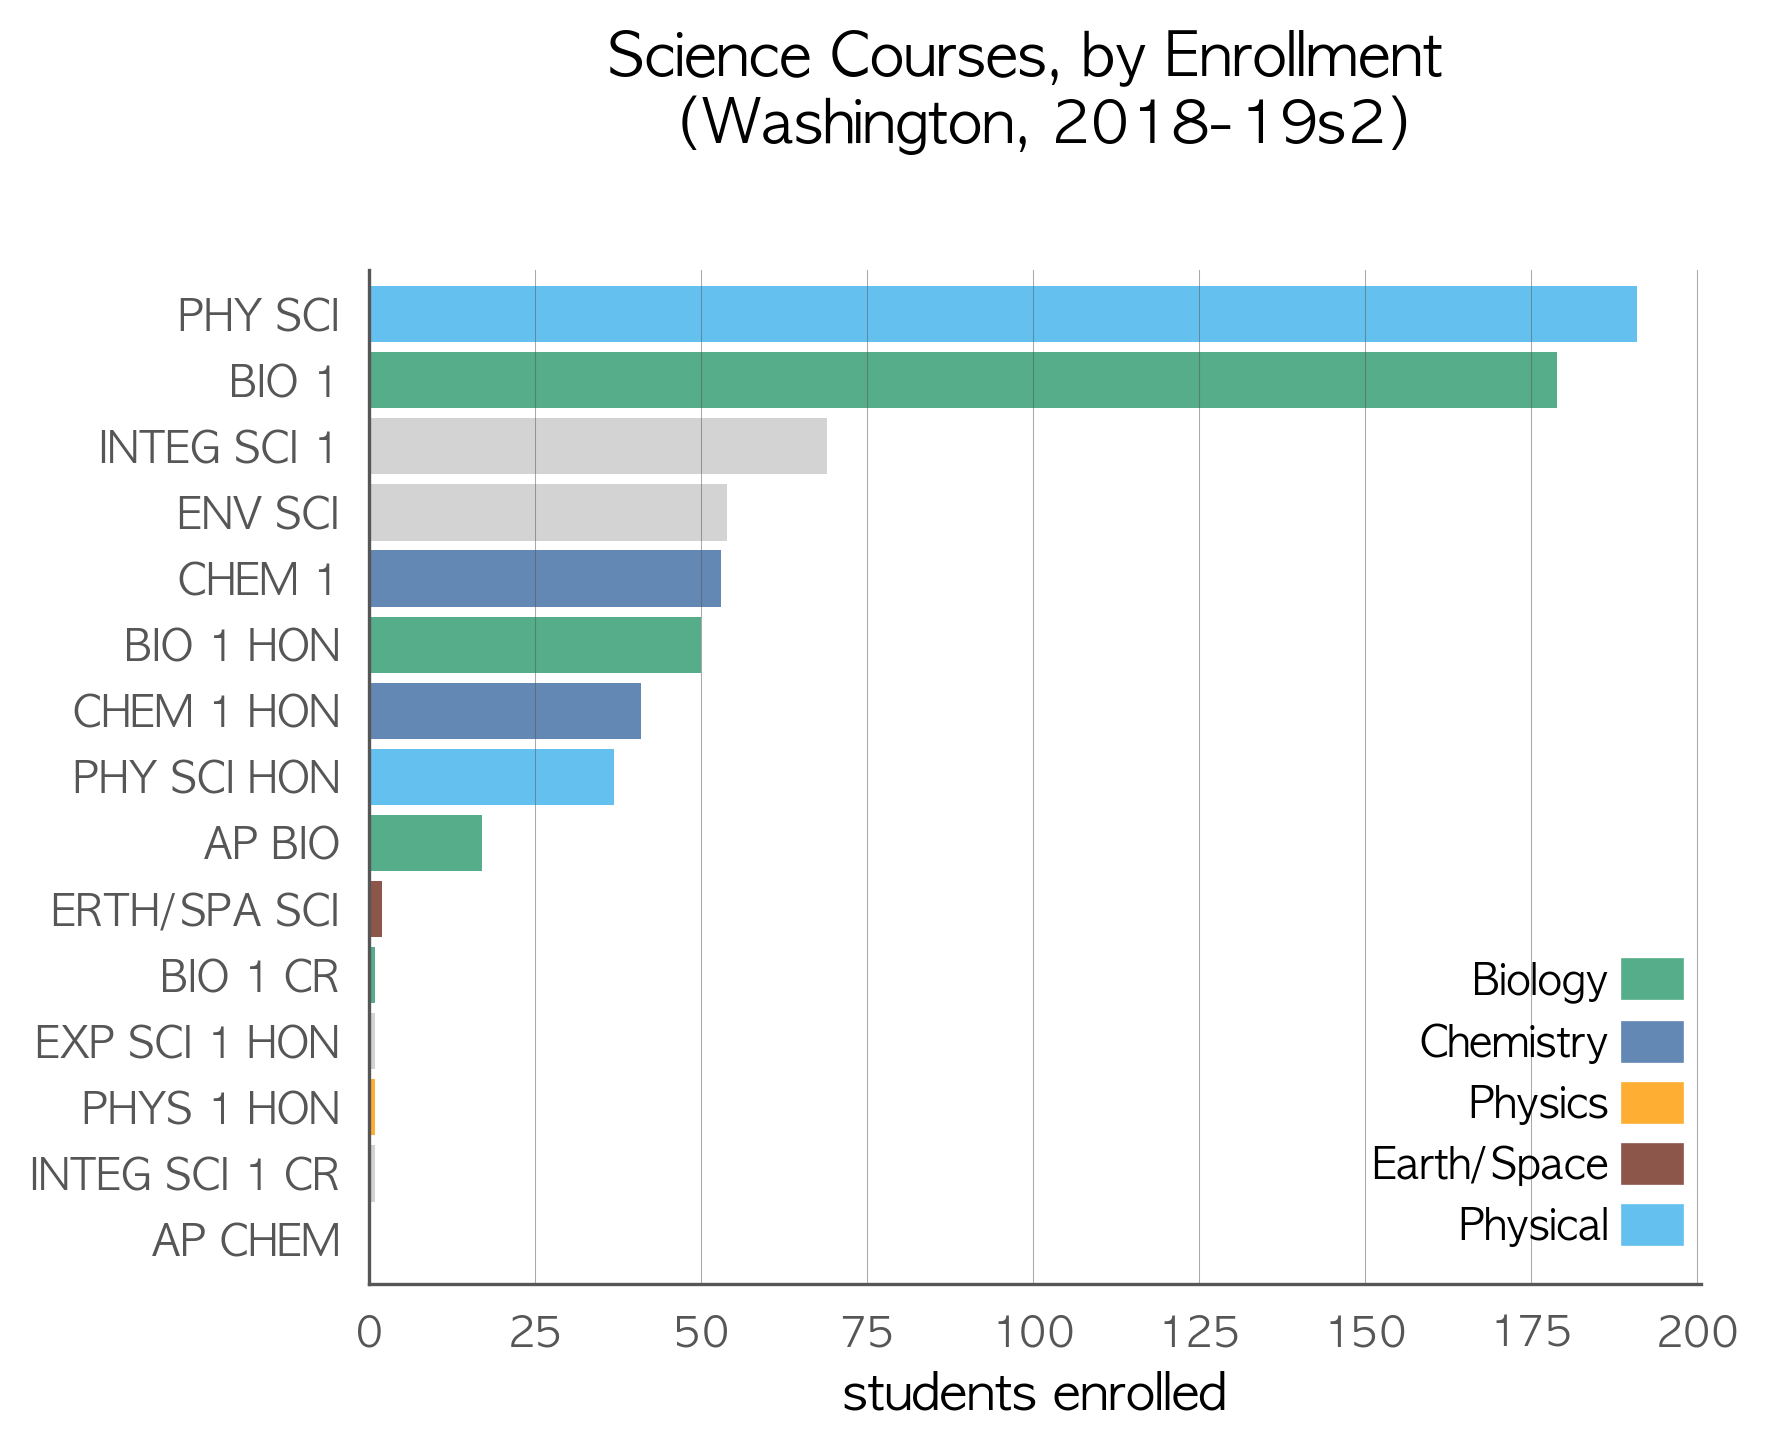 Science Courses, by Enrollment
(Washington, 2018-19s2)
PHY SCI
BIO 1
INTEG SCI 1
ENV SCI
CHEM 1
BIO 1 HON
CHEM 1 HON
PHY SCI HON
AP BIO
ERTH/SPA SCI
BIO 1 CR
EXP SCI 1 HON
PHYS 1 HON
INTEG SCI 1 CR
AP CHEM
Biology
Chemistry
Physics
Earth/Space
Physical
0 25 50 75 100 125 150 175 200
students enrolled